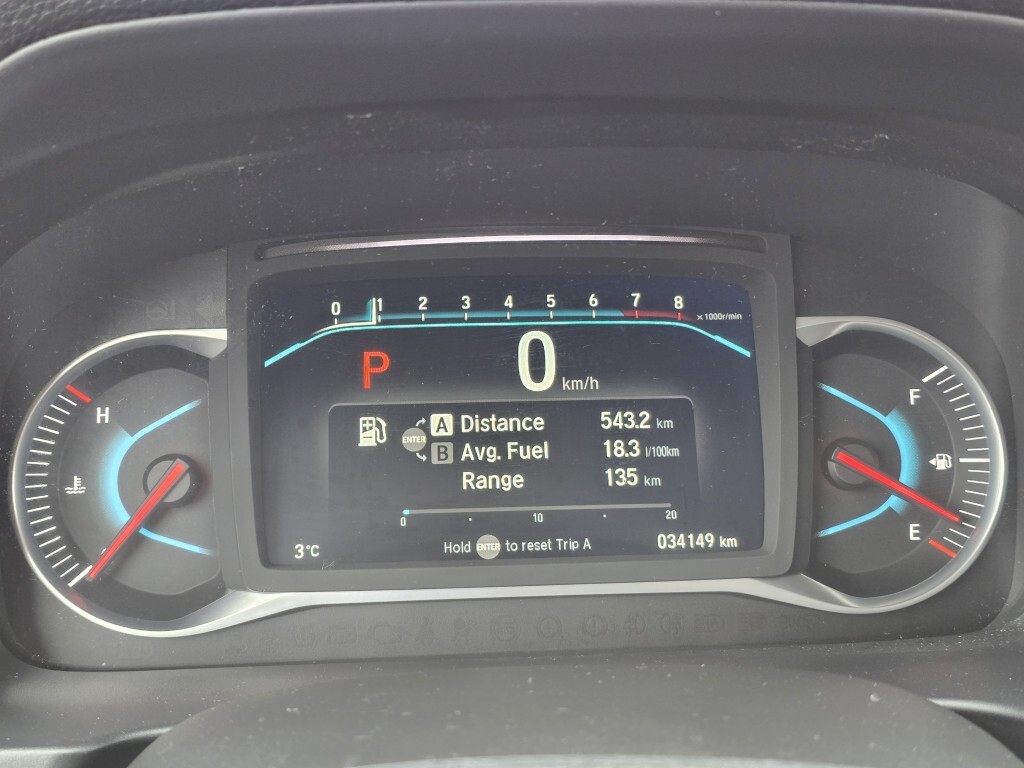 0 1 2 3 4 5 6 7 8 x1000r/min
P 0 km/h
H
F
ENTER A Distance 543.2 km
B Avg. Fuel 18.3 l/100km
Range 135 km
E
0 10 20
3°C Hold ENTER to reset Trip A 034149 km